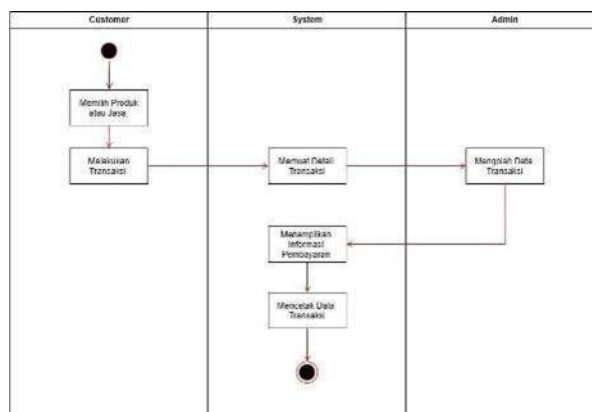 Customer
System
Admin
Memilih Produk
atau Jasa
Melakukan
Transaksi
Memuat Detail
Transaksi
Mengolah Data
Transaksi
Menampilkan
Informasi
Pembayaran
Mencetak Data
Transaksi